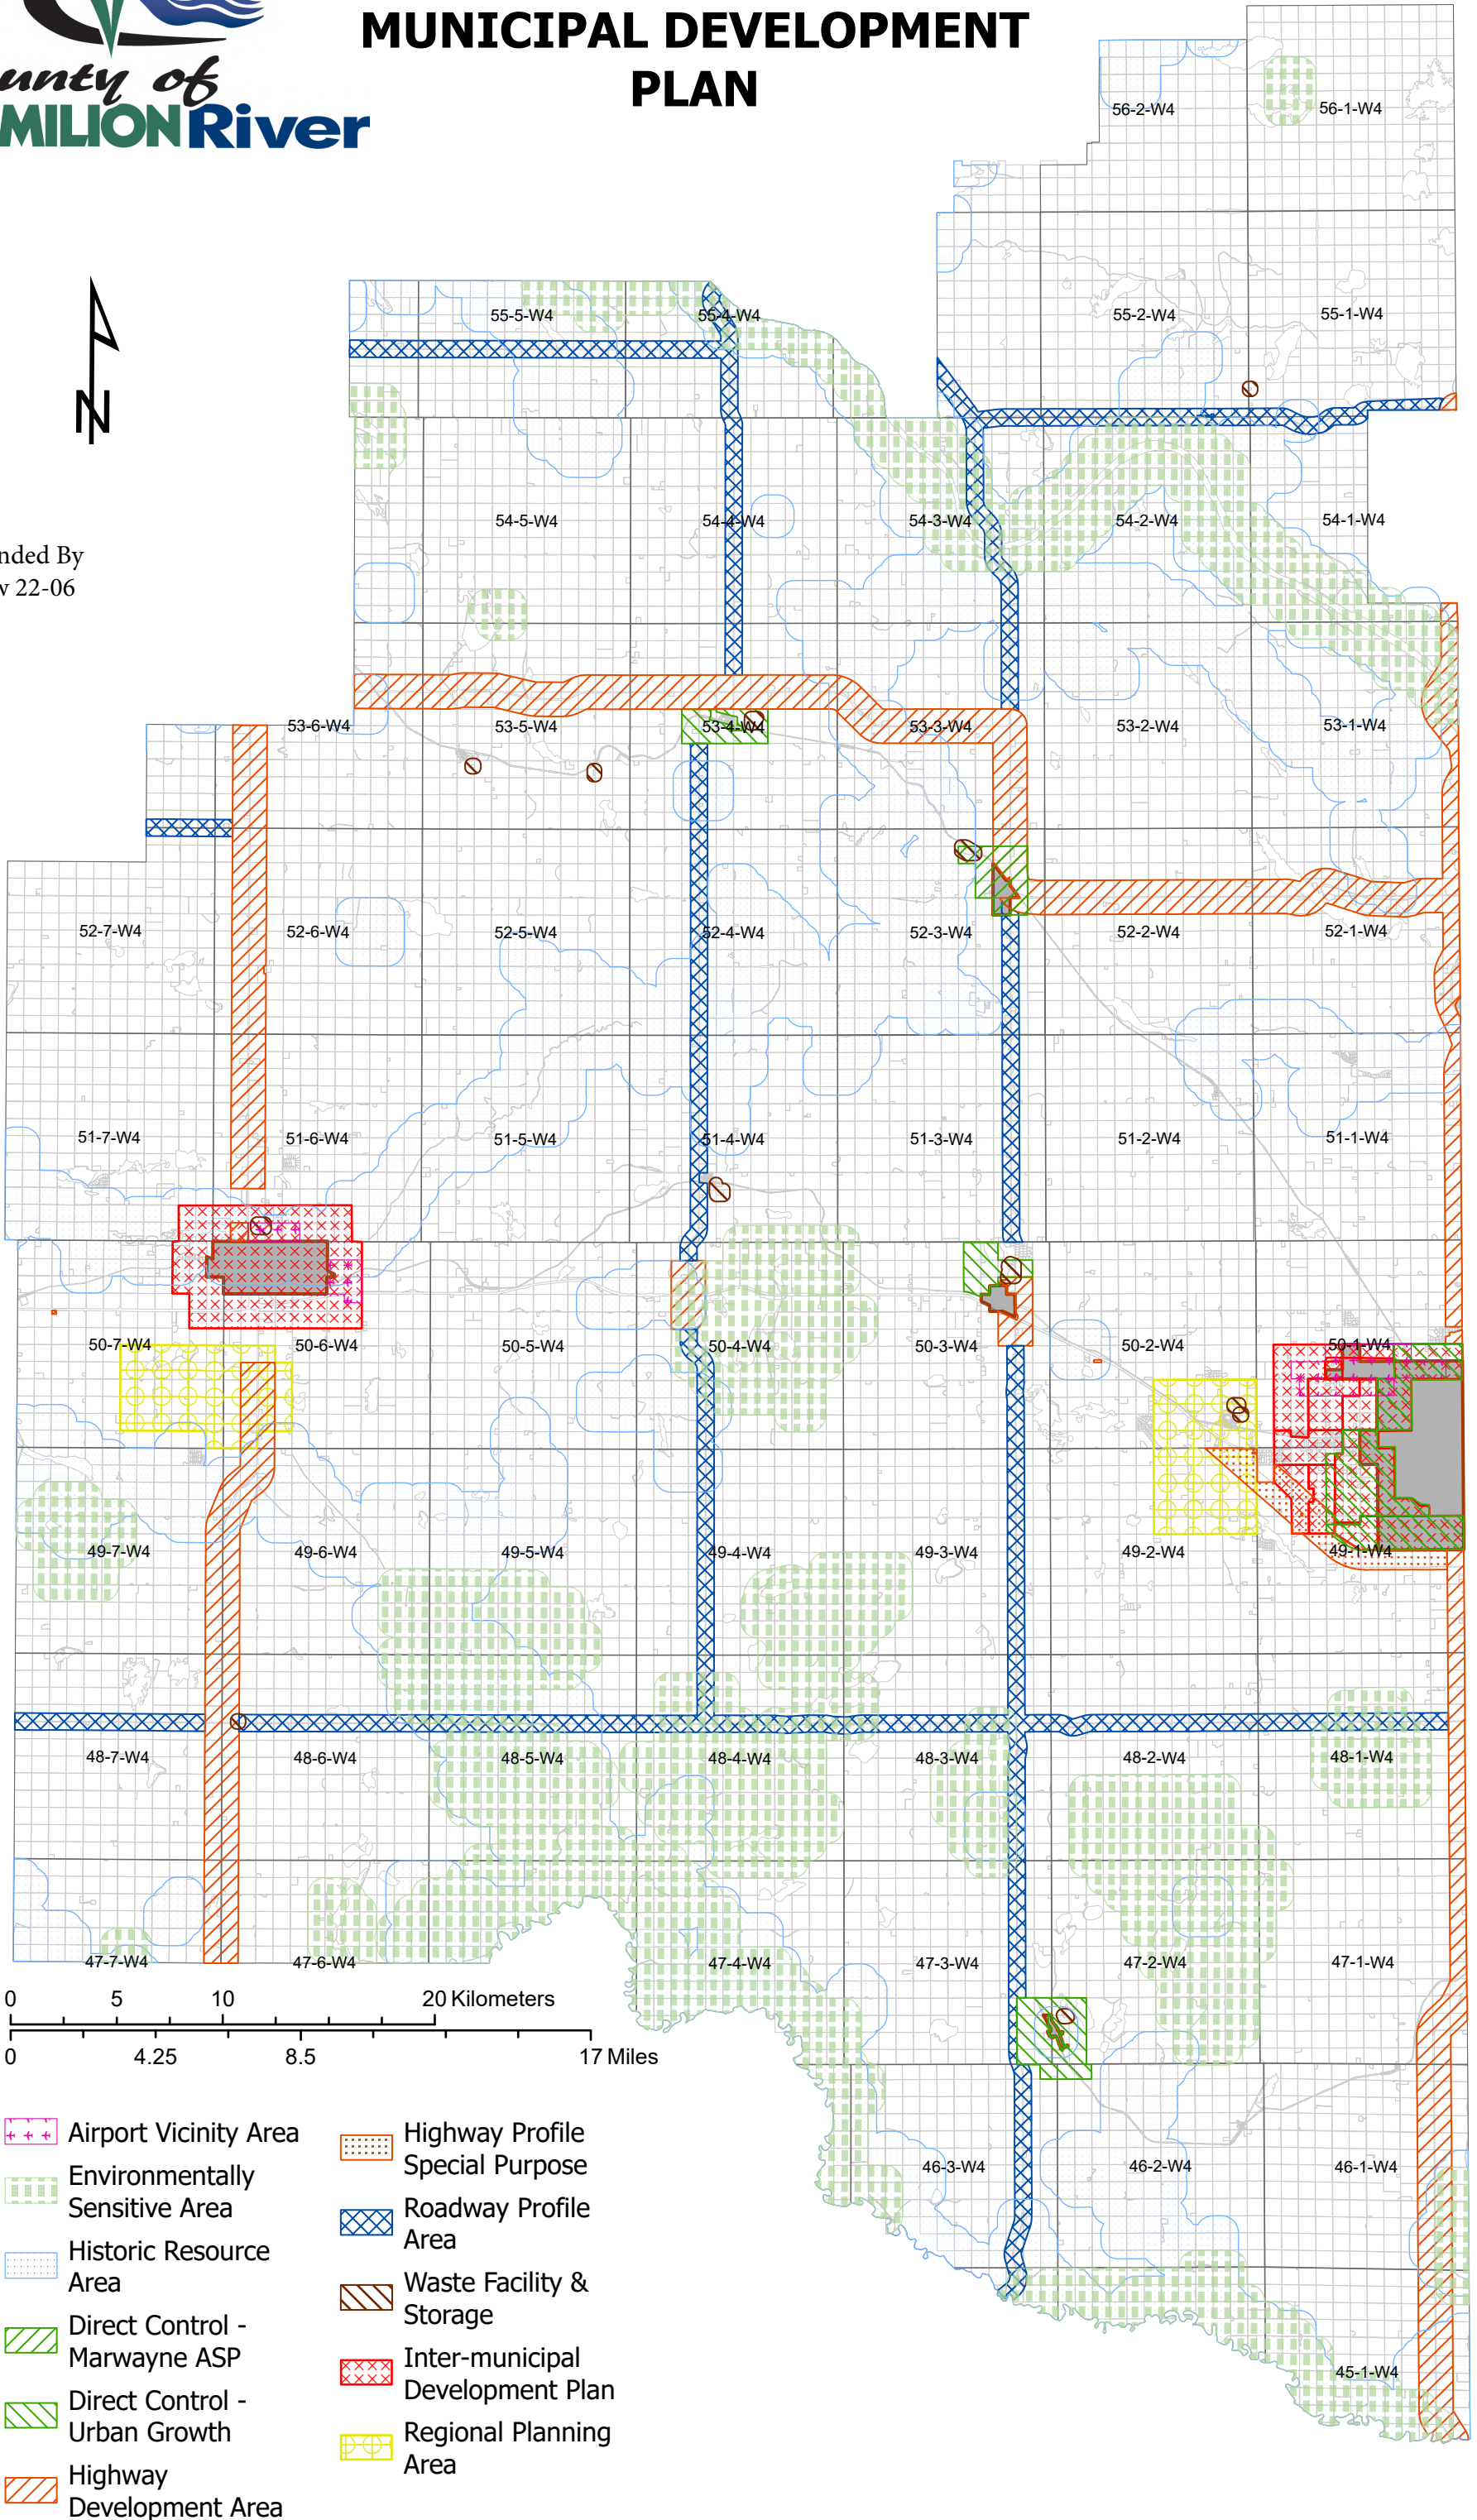 MUNICIPAL DEVELOPMENT
PLAN
unty of
MILION River
N
nded By
22-06
56-2-W4
56-1-W4
55-5-W4
55-4-W4
55-2-W4
55-1-W4
54-5-W4
54-4-W4
54-3-W4
54-2-W4
54-1-W4
53-6-W4
53-5-W4
53-4-W4
53-3-W4
53-2-W4
53-1-W4
52-7-W4
52-6-W4
52-5-W4
52-4-W4
52-3-W4
52-2-W4
52-1-W4
51-7-W4
51-6-W4
51-5-W4
51-4-W4
51-3-W4
51-2-W4
51-1-W4
50-7-W4
50-6-W4
50-5-W4
50-4-W4
50-3-W4
50-2-W4
50-1-W4
49-7-W4
49-6-W4
49-5-W4
49-4-W4
49-3-W4
49-2-W4
49-1-W4
48-7-W4
48-6-W4
48-5-W4
48-4-W4
48-3-W4
48-2-W4
48-1-W4
47-7-W4
47-6-W4
47-4-W4
47-3-W4
47-2-W4
47-1-W4
46-3-W4
46-2-W4
46-1-W4
45-1-W4
0 5 10 20 Kilometers
0 4.25 8.5 17 Miles
Airport Vicinity Area
Environmentally
Sensitive Area
Historic Resource
Area
Direct Control -
Marwayne ASP
Direct Control -
Urban Growth
Highway
Development Area
Highway Profile
Special Purpose
Roadway Profile
Area
Waste Facility &
Storage
Inter-municipal
Development Plan
Regional Planning
Area